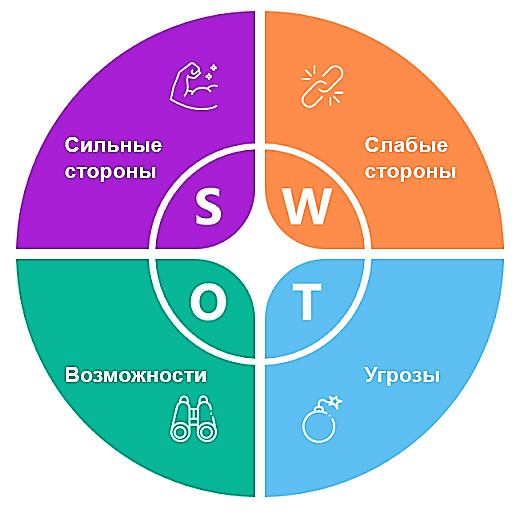 Сильные
стороны
Слабые
стороны
S
W
O
T
Возможности
Угрозы